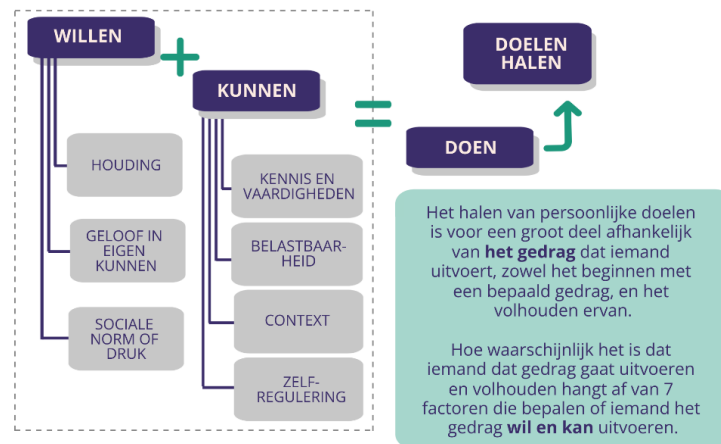 WILLEN
HOUDING
GELOOF IN
EIGEN
KUNNEN
SOCIALE
NORM OF
DRUK
KUNNEN
KENNIS EN
VAARDIGHEDEN
BELASTBAAR-
HEID
CONTEXT
ZELF-
REGULERING
DOEN
DOELEN
HALEN
Het halen van persoonlijke doelen
is voor een groot deel afhankelijk
van het gedrag dat iemand
uitvoert, zowel het beginnen met
een bepaald gedrag, en het
volhouden ervan.
Hoe waarschijnlijk het is dat
iemand dat gedrag gaat uitvoeren
en volhouden hangt af van 7
factoren die bepalen of iemand het
gedrag wil en kan uitvoeren.